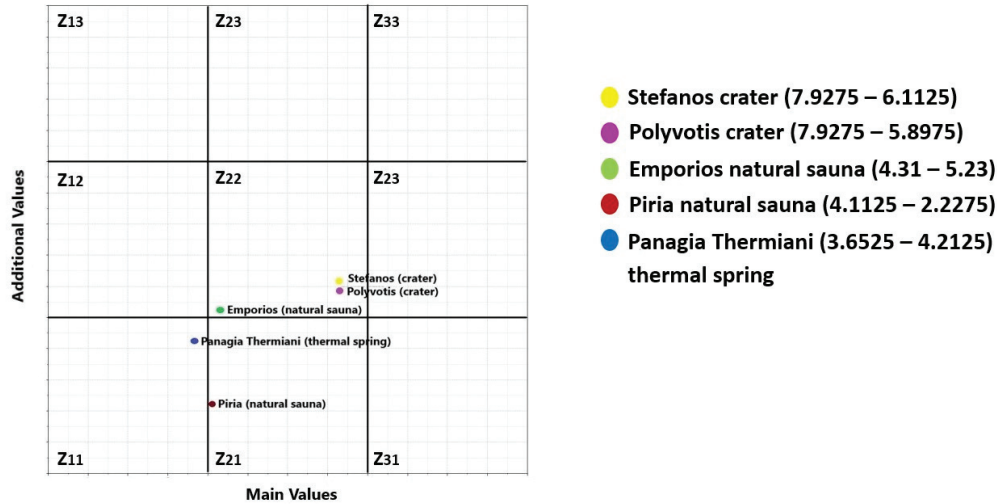 Z13 Z23 Z33
Z12 Z22 Z23
Z11 Z21 Z31
Additional Values
Main Values
Stefanos (crater)
Polyvotis (crater)
Emporios (natural sauna)
Panagia Thermiani (thermal spring)
Piria (natural sauna)
Stefanos crater (7.9275 – 6.1125)
Polyvotis crater (7.9275 – 5.8975)
Emporios natural sauna (4.31 – 5.23)
Piria natural sauna (4.1125 – 2.2275)
Panagia Thermiani (3.6525 – 4.2125)
thermal spring